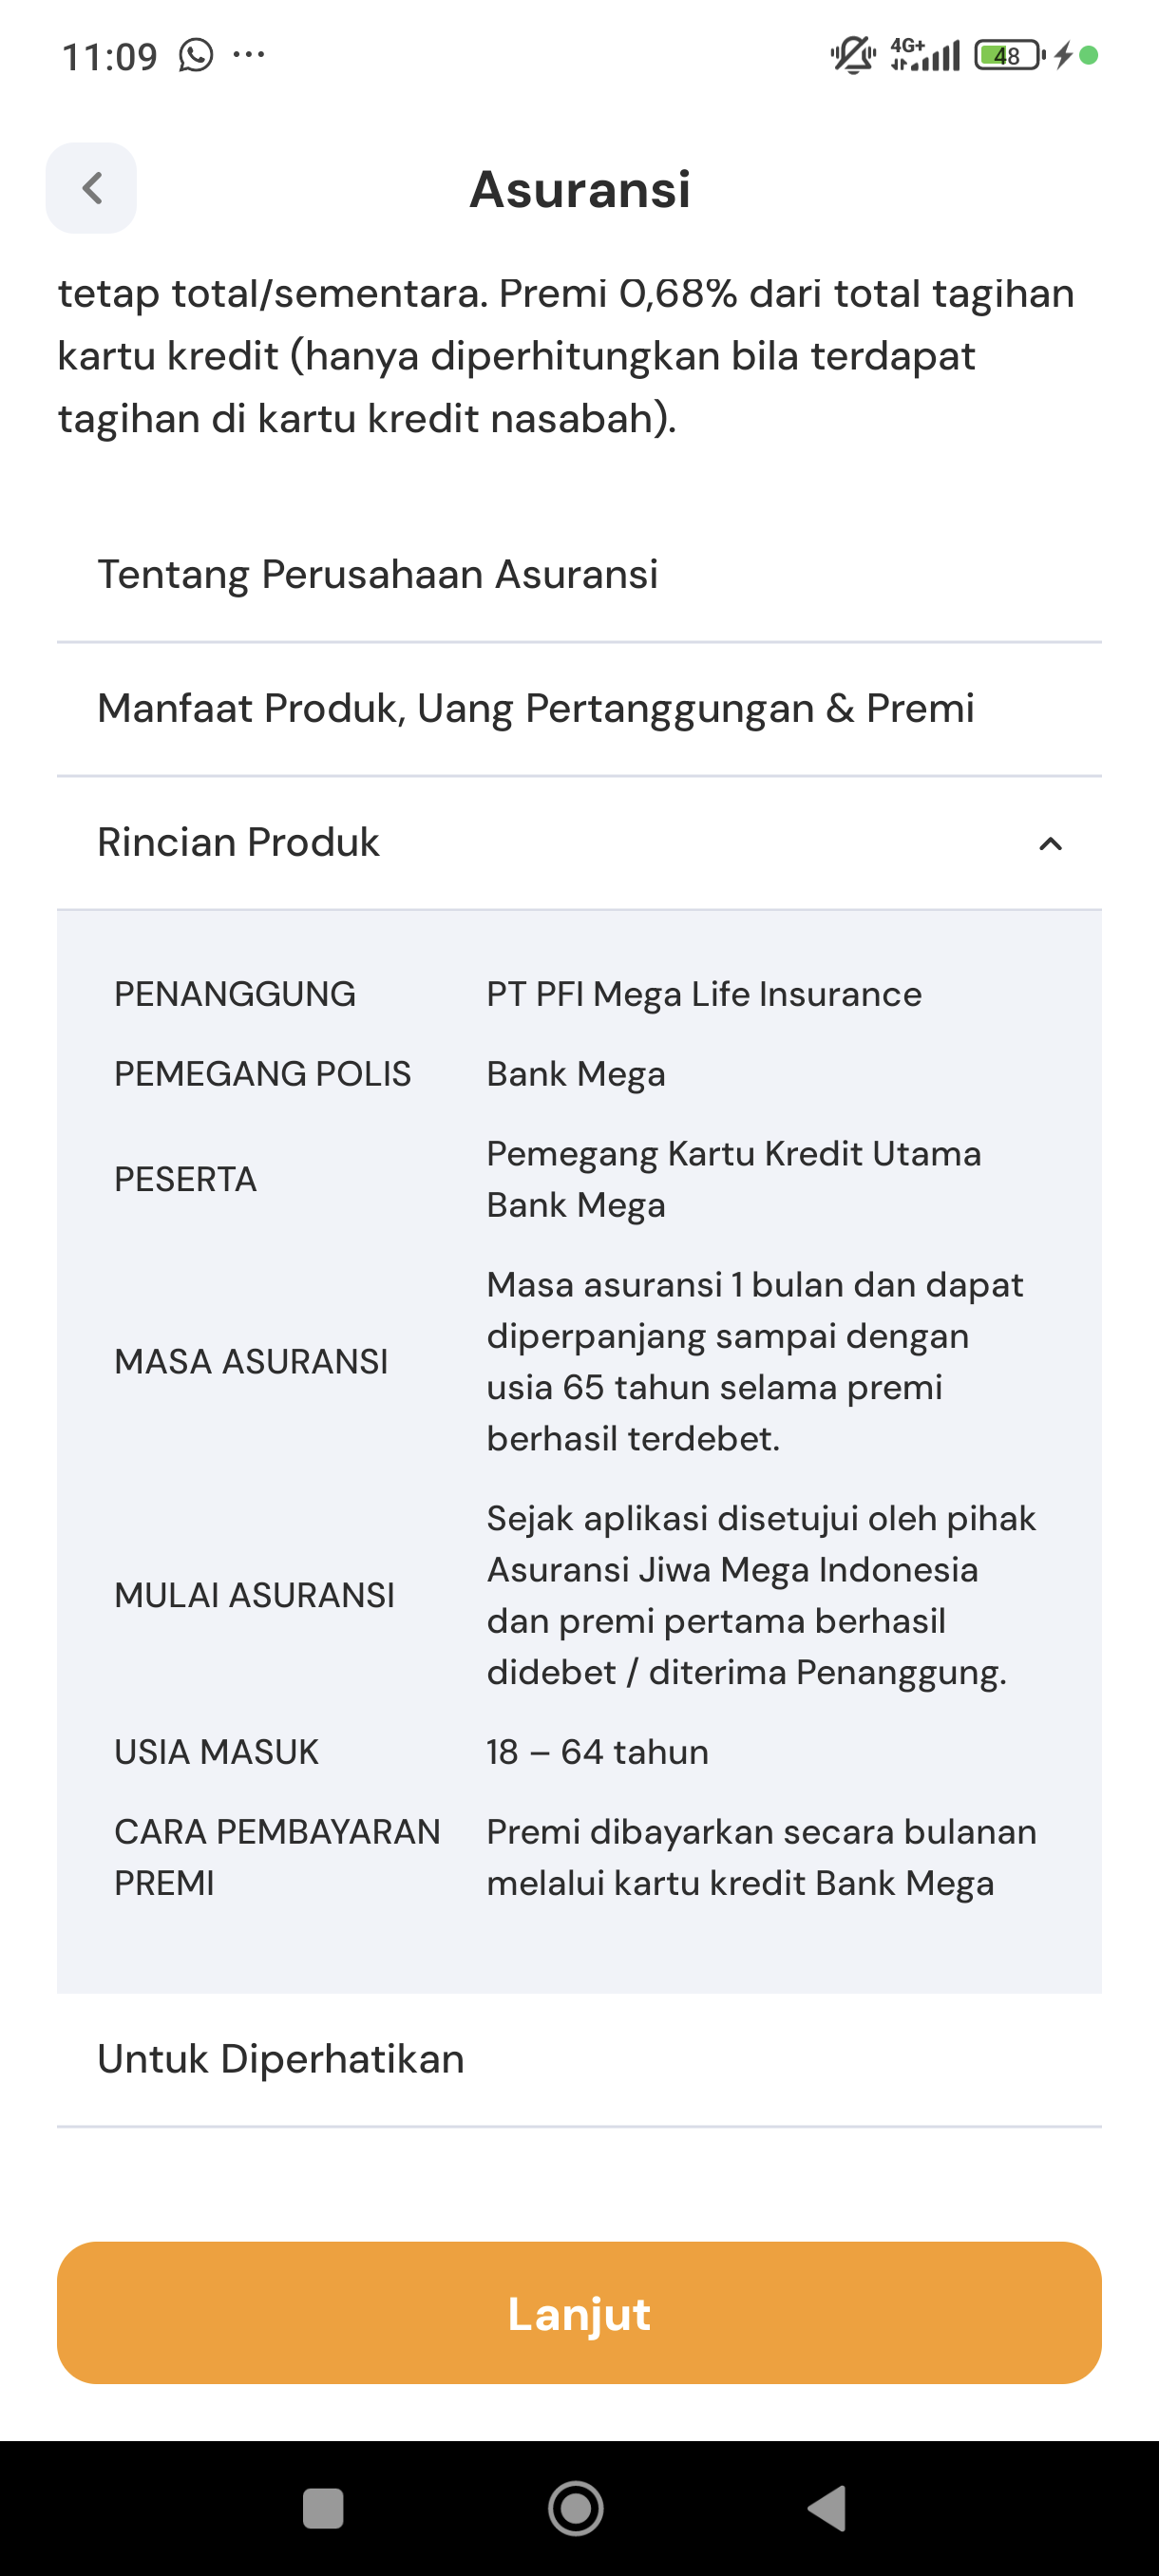 11:09
4G+
48
Asuransi
tetap total/sementara. Premi 0,68% dari total tagihan
kartu kredit (hanya diperhitungkan bila terdapat
tagihan di kartu kredit nasabah).
Tentang Perusahaan Asuransi
Manfaat Produk, Uang Pertanggungan & Premi
Rincian Produk
PENANGGUNG
PT PFI Mega Life Insurance
PEMEGANG POLIS
Bank Mega
PESERTA
Pemegang Kartu Kredit Utama
Bank Mega
MASA ASURANSI
Masa asuransi 1 bulan dan dapat
diperpanjang sampai dengan
usia 65 tahun selama premi
berhasil terdebet.
MULAI ASURANSI
Sejak aplikasi disetujui oleh pihak
Asuransi Jiwa Mega Indonesia
dan premi pertama berhasil
didebet / diterima Penanggung.
USIA MASUK
18 – 64 tahun
CARA PEMBAYARAN
PREMI
Premi dibayarkan secara bulanan
melalui kartu kredit Bank Mega
Untuk Diperhatikan
Lanjut